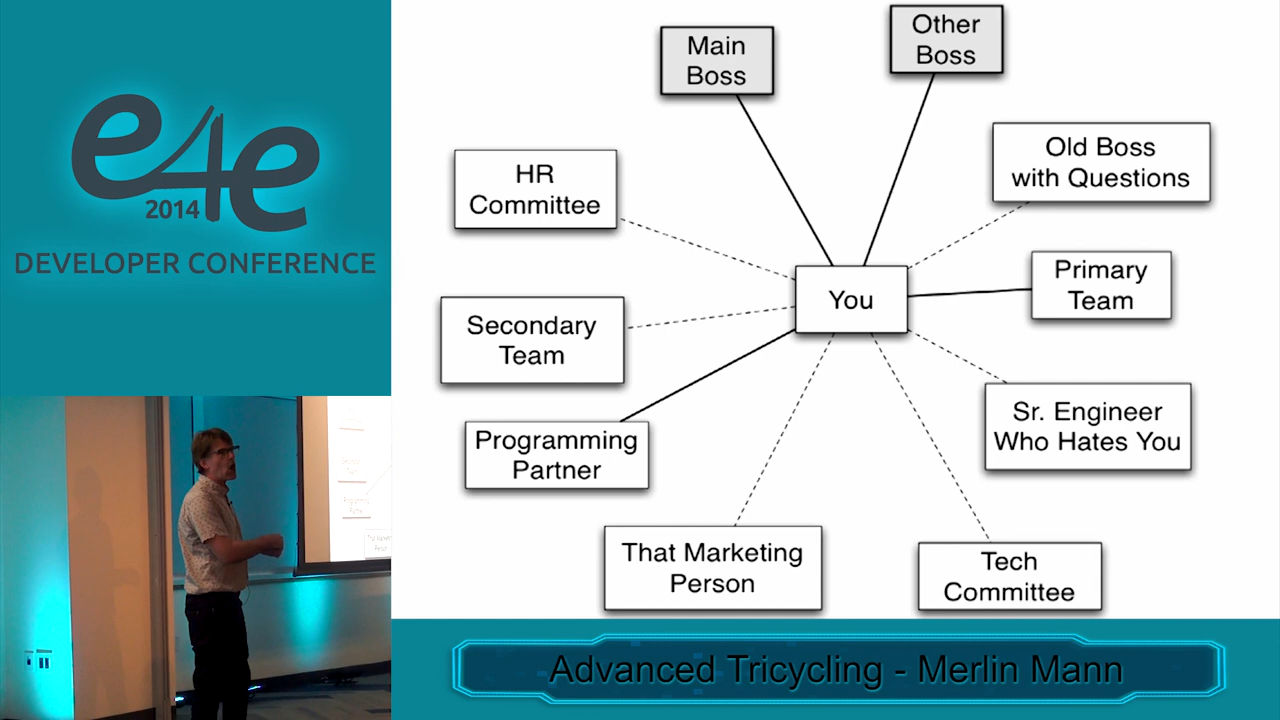 e4e
2014
DEVELOPER CONFERENCE
Main
Boss
Other
Boss
HR
Committee
Old Boss
with Questions
You
Primary
Team
Secondary
Team
Programming
Partner
Sr. Engineer
Who Hates You
That Marketing
Person
Tech
Committee
Advanced Tricycling - Merlin Mann